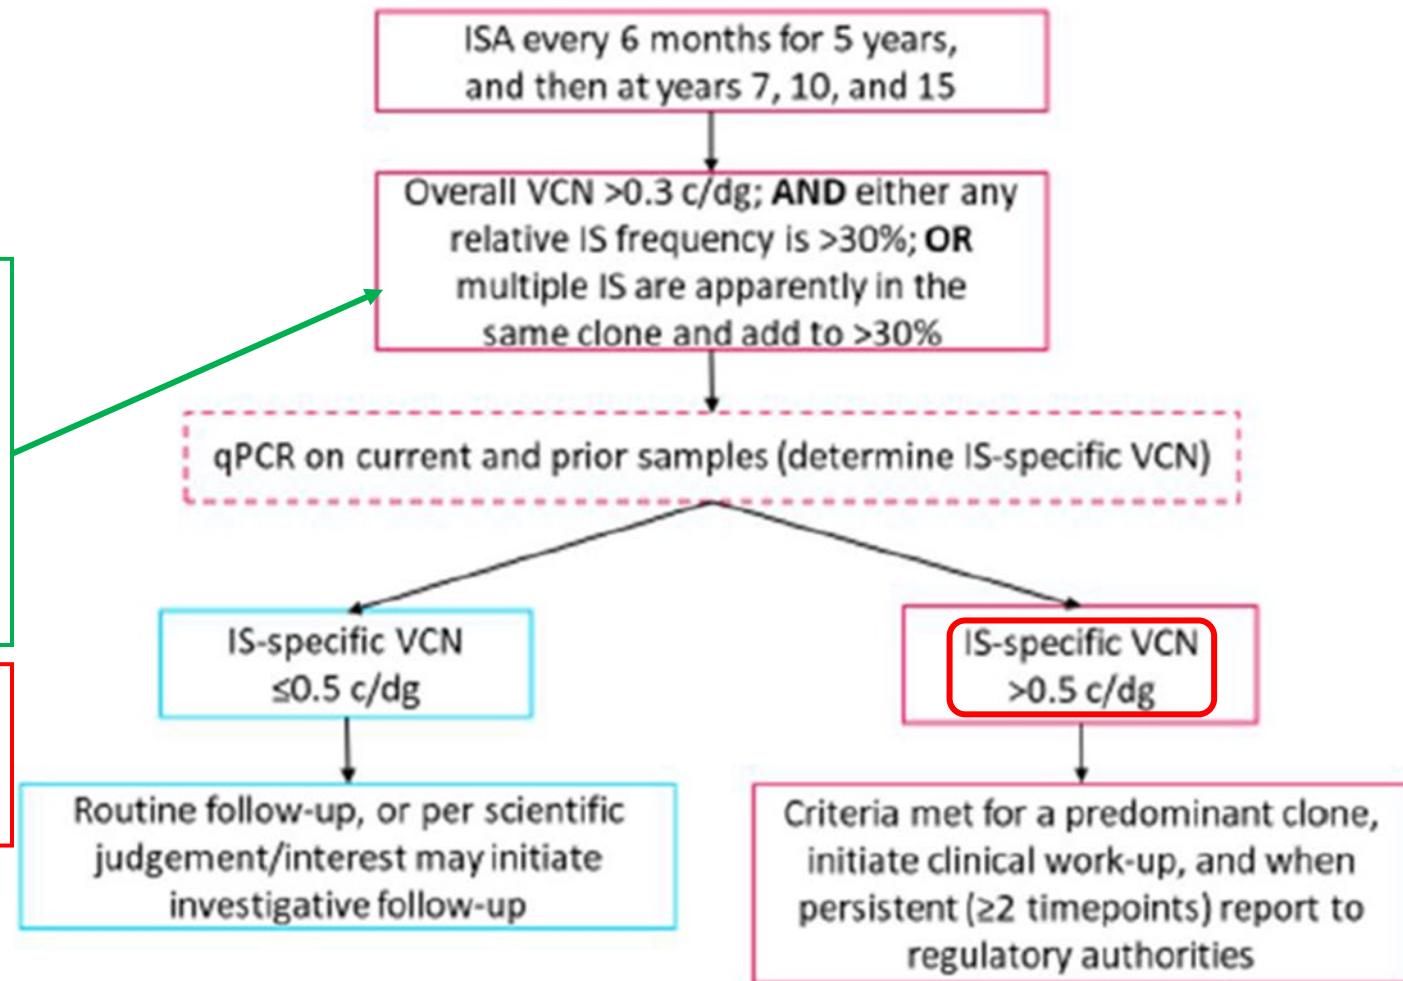 ISA every 6 months for 5 years,
and then at years 7, 10, and 15
Overall VCN >0.3 c/dg; AND either any
relative IS frequency is >30%; OR
multiple IS are apparently in the
same clone and add to >30%
qPCR on current and prior samples (determine IS-specific VCN)
IS-specific VCN
≤0.5 c/dg
IS-specific VCN
>0.5 c/dg
Routine follow-up, or per scientific
judgement/interest may initiate
investigative follow-up
Criteria met for a predominant clone,
initiate clinical work-up, and when
persistent (≥2 timepoints) report to
regulatory authorities